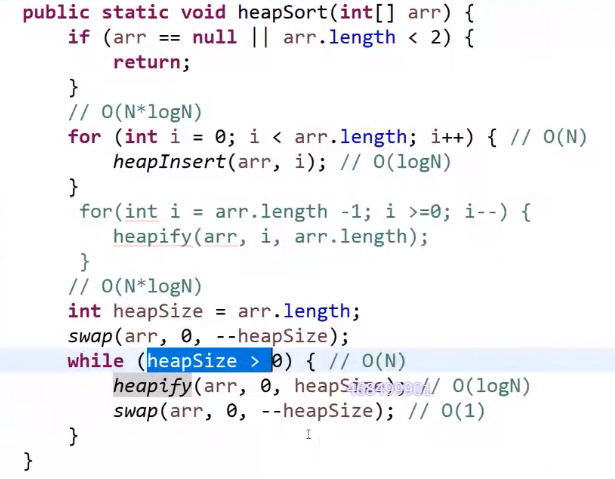 public static void heapSort(int[] arr) {
if (arr == null || arr.length < 2) {
return;
}
// O(N*logN)
for (int i = 0; i < arr.length; i++) { // O(N)
heapInsert(arr, i); // O(logN)
}
for(int i = arr.length -1; i >=0; i--) {
heapify(arr, i, arr.length);
}
// O(N*logN)
int heapSize = arr.length;
swap(arr, 0, --heapSize);
while (heapSize > 0) { // O(N)
heapify(arr, 0, heapSize); // O(logN)
swap(arr, 0, --heapSize); // O(1)
}
}